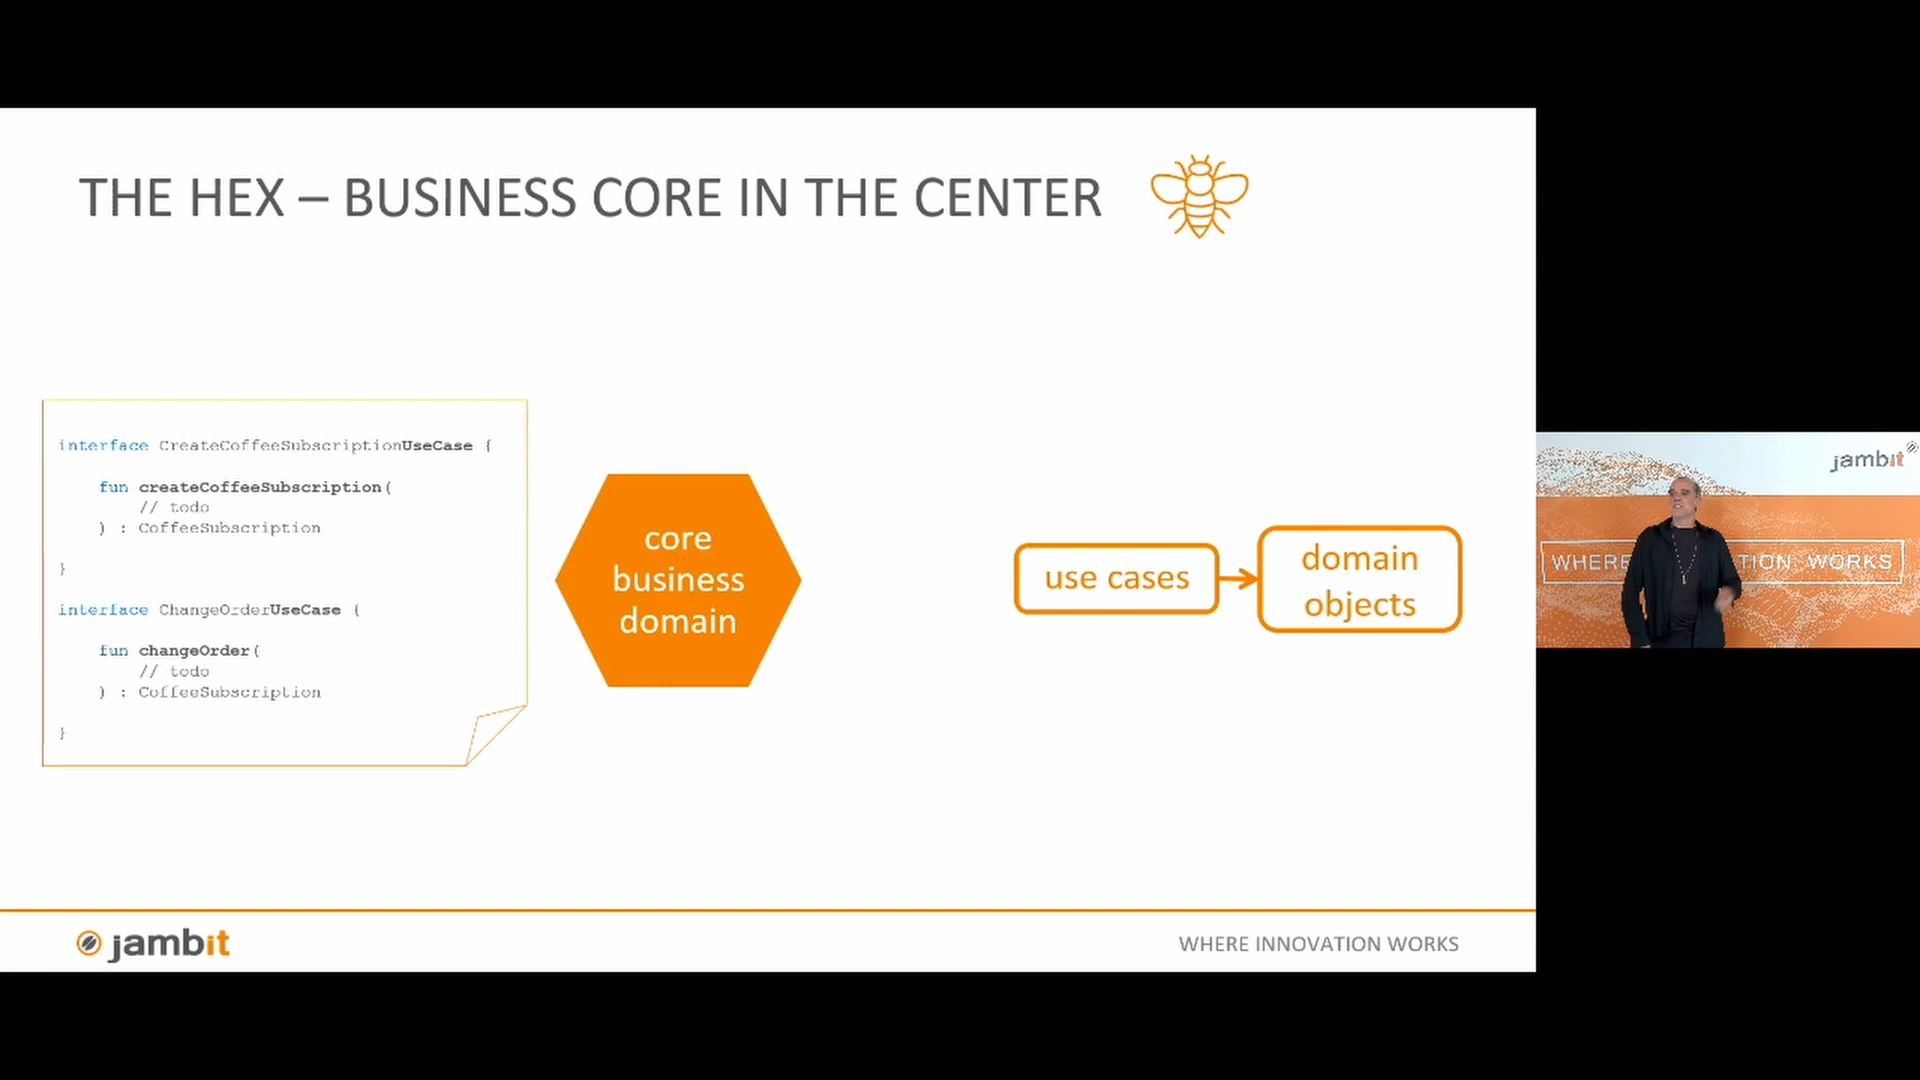 THE HEX – BUSINESS CORE IN THE CENTER
interface CreateCoffeeSubscriptionUseCase {
fun createCoffeeSubscription(
// todo
) : CoffeeSubscription
}
interface ChangeOrderUseCase {
fun changeOrder(
// todo
) : CoffeeSubscription
}
core
business
domain
use cases
domain
objects
jambit
WHERE INNOVATION WORKS
jambit
WHERE TION WORKS